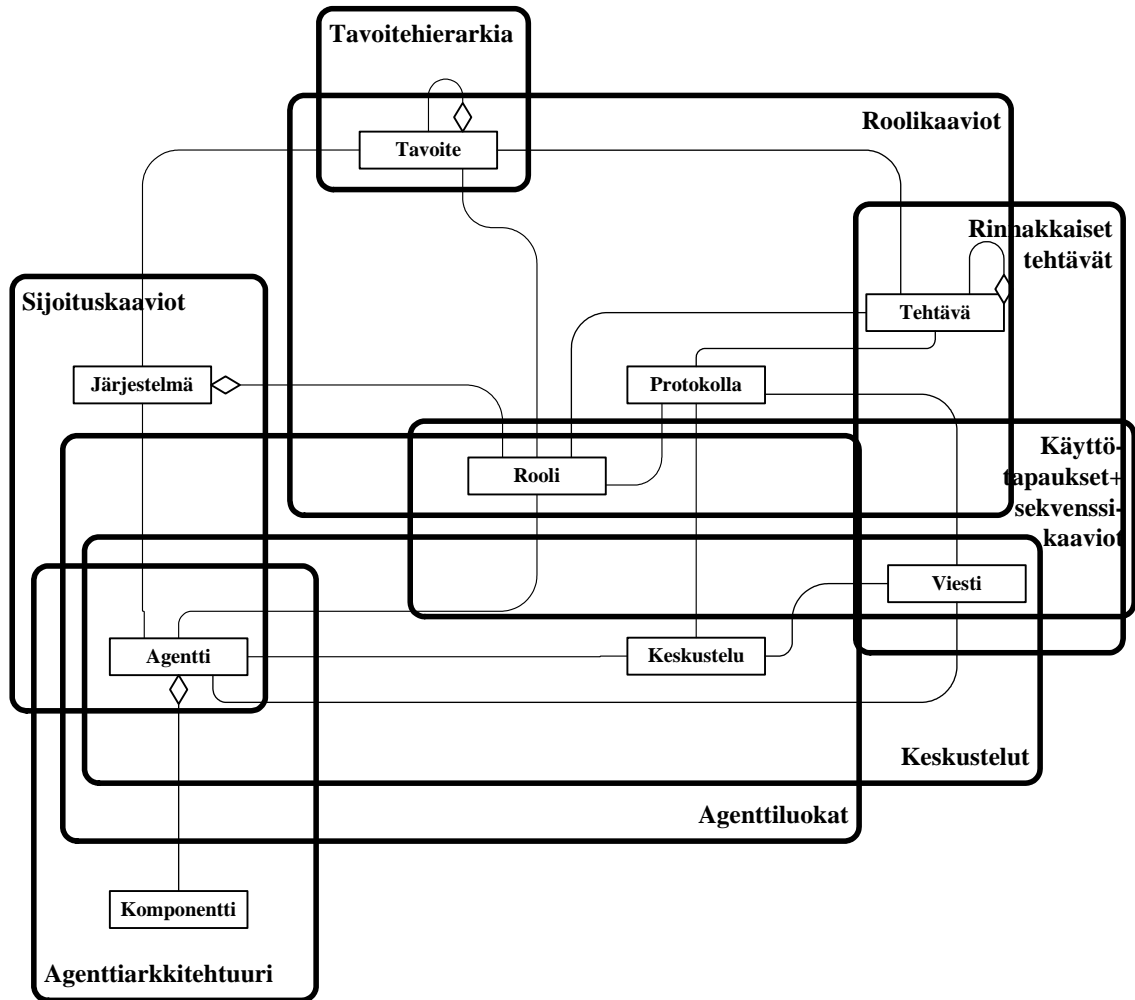 Tavoitehierarkia
Roolikaaviot
Tavoite
Rinnakkaiset
tehtävät
Sijoituskaaviot
Tehtävä
Järjestelmä
Protokolla
Käyttö-
tapaukset+
sekvenssi-
kaaviot
Rooli
Viesti
Agentti
Keskustelu
Keskustelut
Agenttiluokat
Komponentti
Agenttiarkkitehtuuri